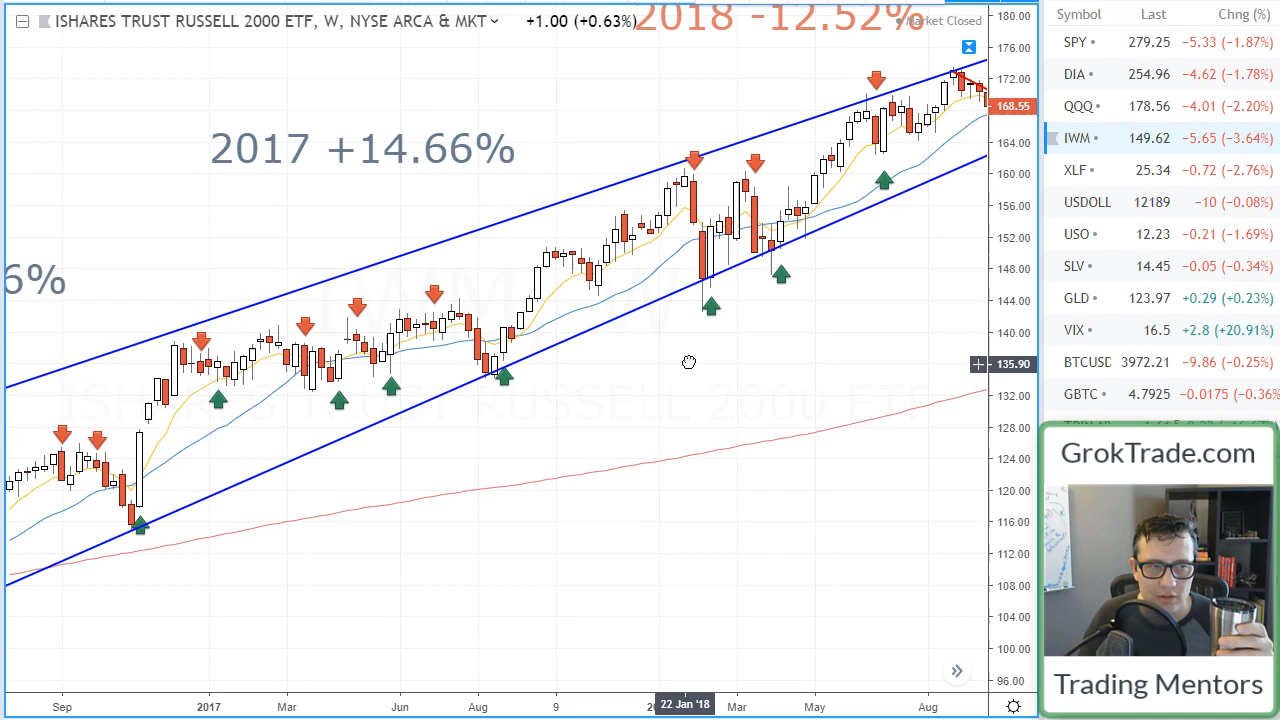 ISHARES TRUST RUSSELL 2000 ETF, W, NYSE ARCA & MKT +1.00 (+0.63%)
2018 -12.52%
Market Closed
2017 +14.66%
6%
IWM, W
ISHARES TRUST RUSSELL 2000 ETF
180.00
176.00
172.00
168.55
164.00
160.00
156.00
152.00
148.00
144.00
140.00
135.90
132.00
128.00
124.00
120.00
116.00
112.00
108.00
104.00
100.00
96.00
Sep 2017 Mar Jun Aug 9 22 Jan '18 Mar May Aug
Symbol Last Chng (%)
SPY 279.25 −5.33 (−1.87%)
DIA 254.96 −4.62 (−1.78%)
QQQ 178.56 −4.01 (−2.20%)
IWM 149.62 −5.65 (−3.64%)
XLF 25.34 −0.72 (−2.76%)
USDOLL 12189 −10 (−0.08%)
USO 12.23 −0.21 (−1.69%)
SLV 14.45 −0.05 (−0.34%)
GLD 123.97 +0.29 (+0.23%)
VIX 16.5 +2.8 (+20.91%)
BTCUSD 3972.21 −9.86 (−0.25%)
GBTC 4.7925 −0.0175 (−0.36%
GrokTrade.com
Trading Mentors